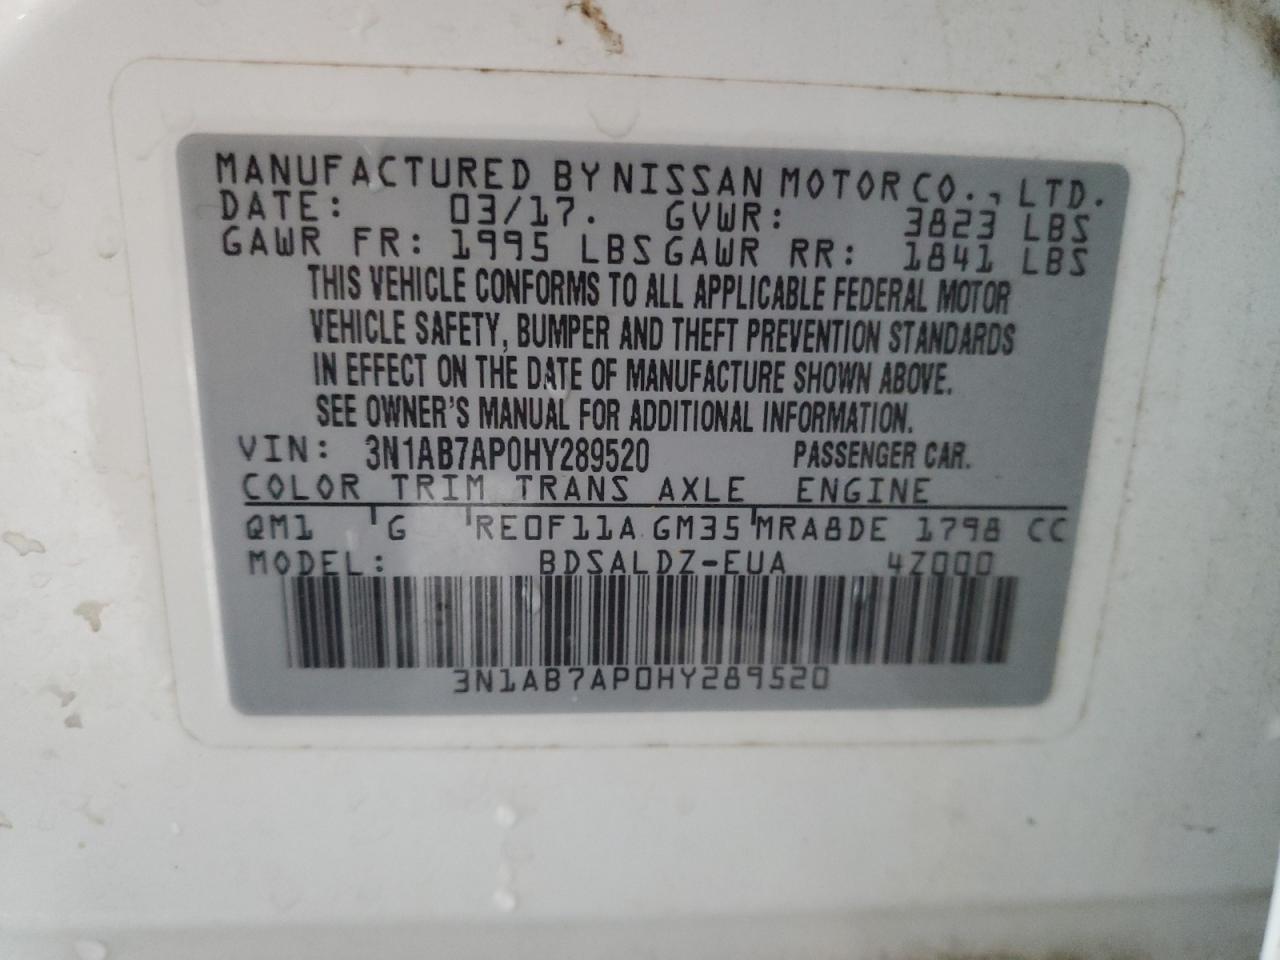 MANUFACTURED BY NISSAN MOTOR CO., LTD.
DATE: 03/17. GVWR: 3823 LBS
GAWR FR: 1995 LBS GAWR RR: 1841 LBS
THIS VEHICLE CONFORMS TO ALL APPLICABLE FEDERAL MOTOR
VEHICLE SAFETY, BUMPER AND THEFT PREVENTION STANDARDS
IN EFFECT ON THE DATE OF MANUFACTURE SHOWN ABOVE.
SEE OWNER'S MANUAL FOR ADDITIONAL INFORMATION.
VIN: 3N1AB7AP0HY289520 PASSENGER CAR.
COLOR TRIM TRANS AXLE ENGINE
QM1 G RE0F11A GM35 MRA8DE 1798 CC
MODEL: BDSALDZ-EUA 4Z000
3N1AB7AP0HY289520